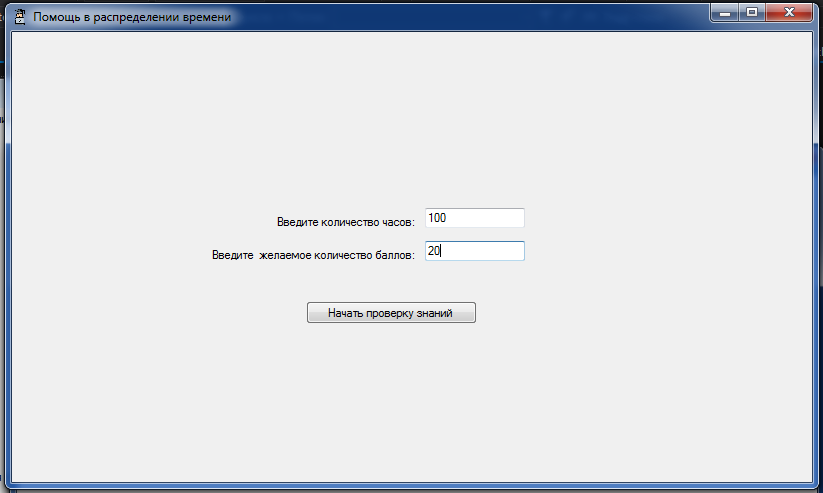 Помощь в распределении времени
Введите количество часов: 100
Введите  желаемое количество баллов: 20
Начать проверку знаний